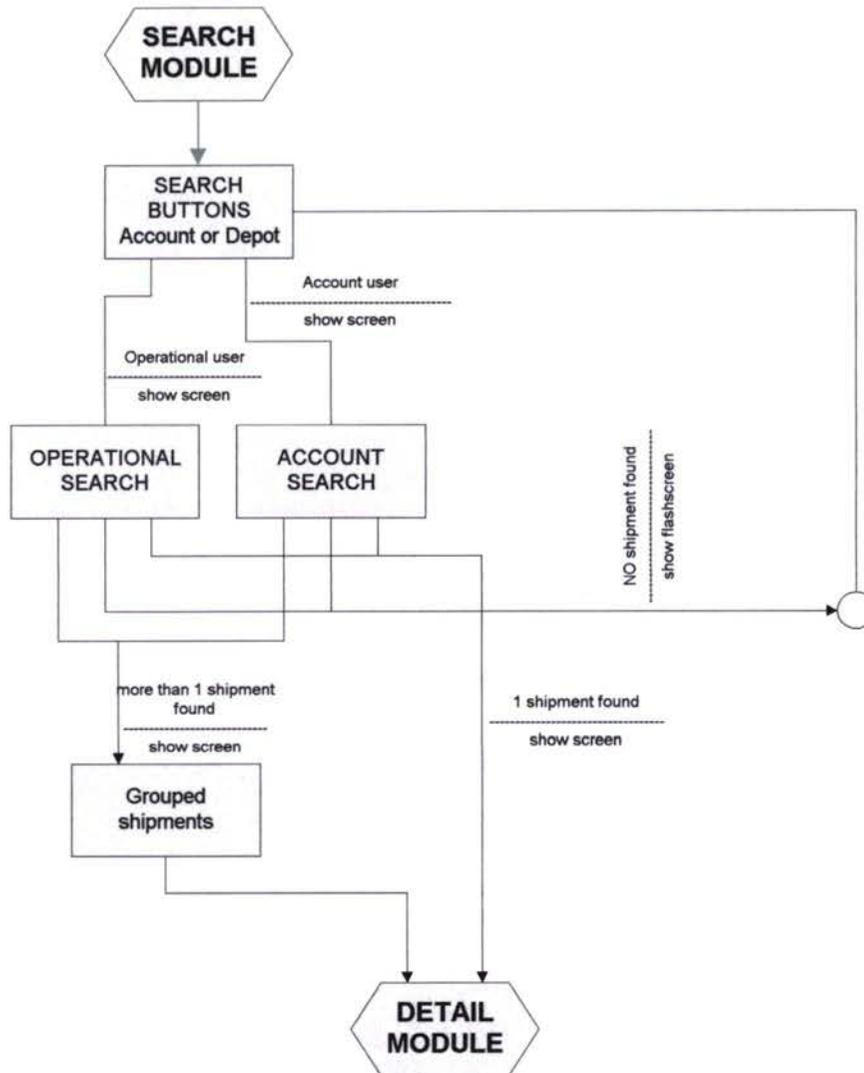 SEARCH
MODULE
SEARCH
BUTTONS
Account or Depot
Account user
show screen
Operational user
show screen
OPERATIONAL
SEARCH
ACCOUNT
SEARCH
NO shipment found
show flashscreen
more than 1 shipment
found
show screen
1 shipment found
show screen
Grouped
shipments
DETAIL
MODULE